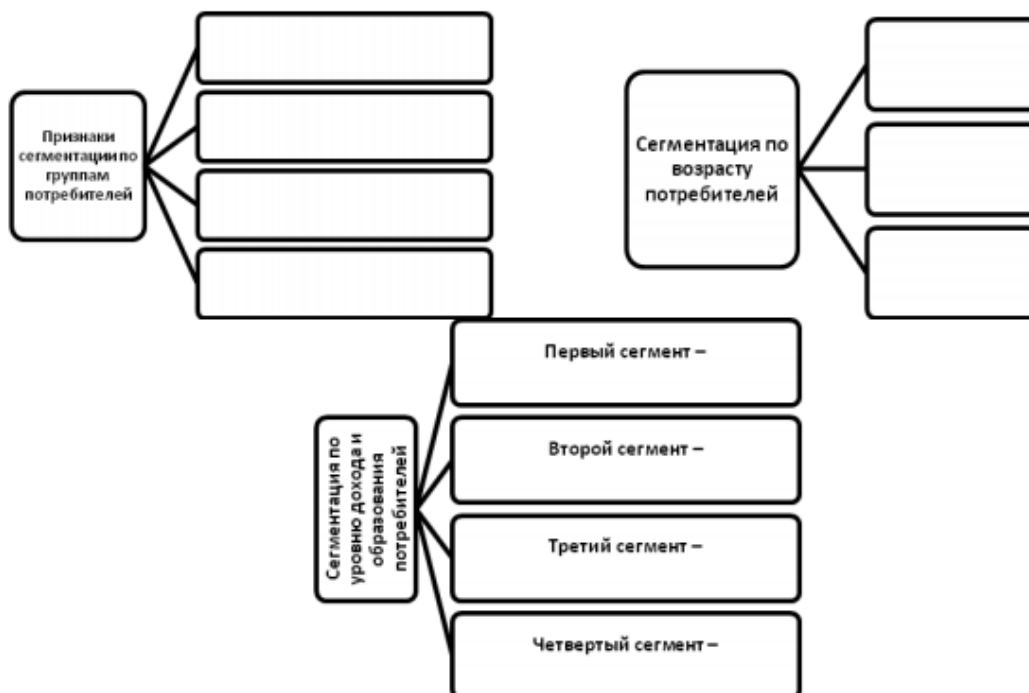 Признаки
сегментации по
группам
потребителей
Сегментация по
возрасту
потребителей
Сегментация по
уровню дохода и
образования
потребителей
Первый сегмент –
Второй сегмент –
Третий сегмент –
Четвертый сегмент –